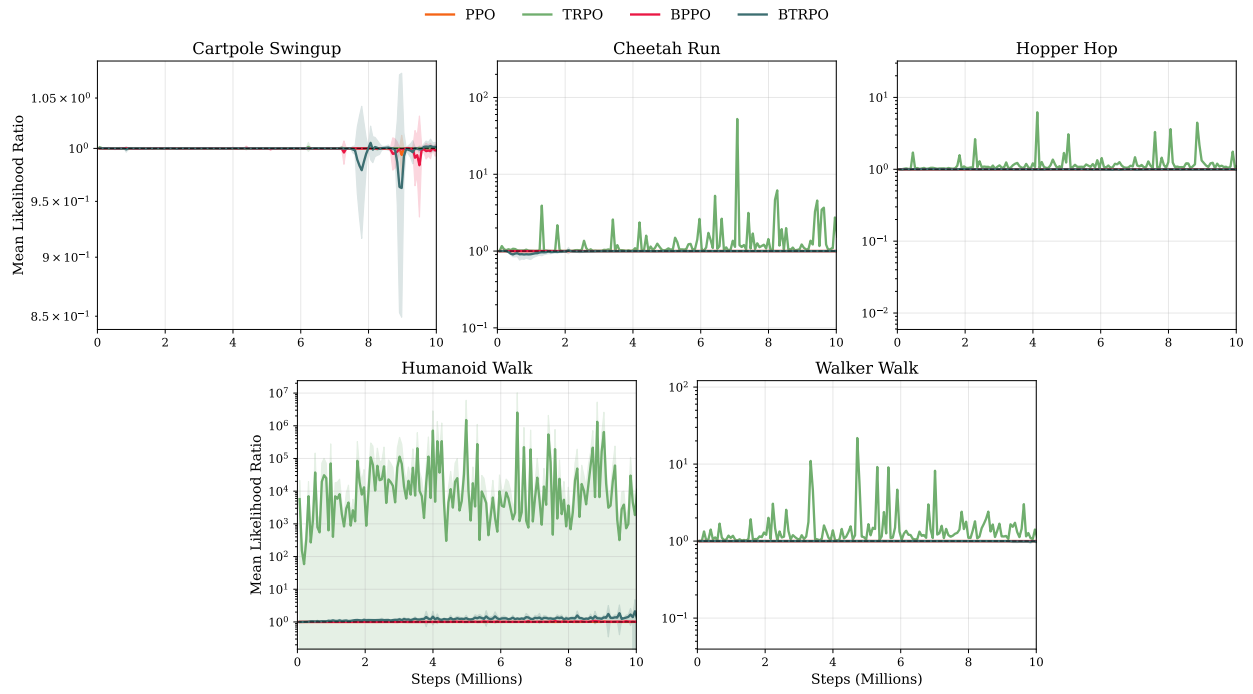 PPO TRPO BPPO BTRPO
Cartpole Swingup
Mean Likelihood Ratio
1.05 × 10⁰
10⁰
9.5 × 10⁻¹
9 × 10⁻¹
8.5 × 10⁻¹
0 2 4 6 8 10
Cheetah Run
10²
10¹
10⁰
10⁻¹
0 2 4 6 8 10
Hopper Hop
10¹
10⁰
10⁻¹
10⁻²
0 2 4 6 8 10
Humanoid Walk
Mean Likelihood Ratio
10⁷
10⁶
10⁵
10⁴
10³
10²
10¹
10⁰
0 2 4 6 8 10
Steps (Millions)
Walker Walk
10²
10¹
10⁰
10⁻¹
0 2 4 6 8 10
Steps (Millions)